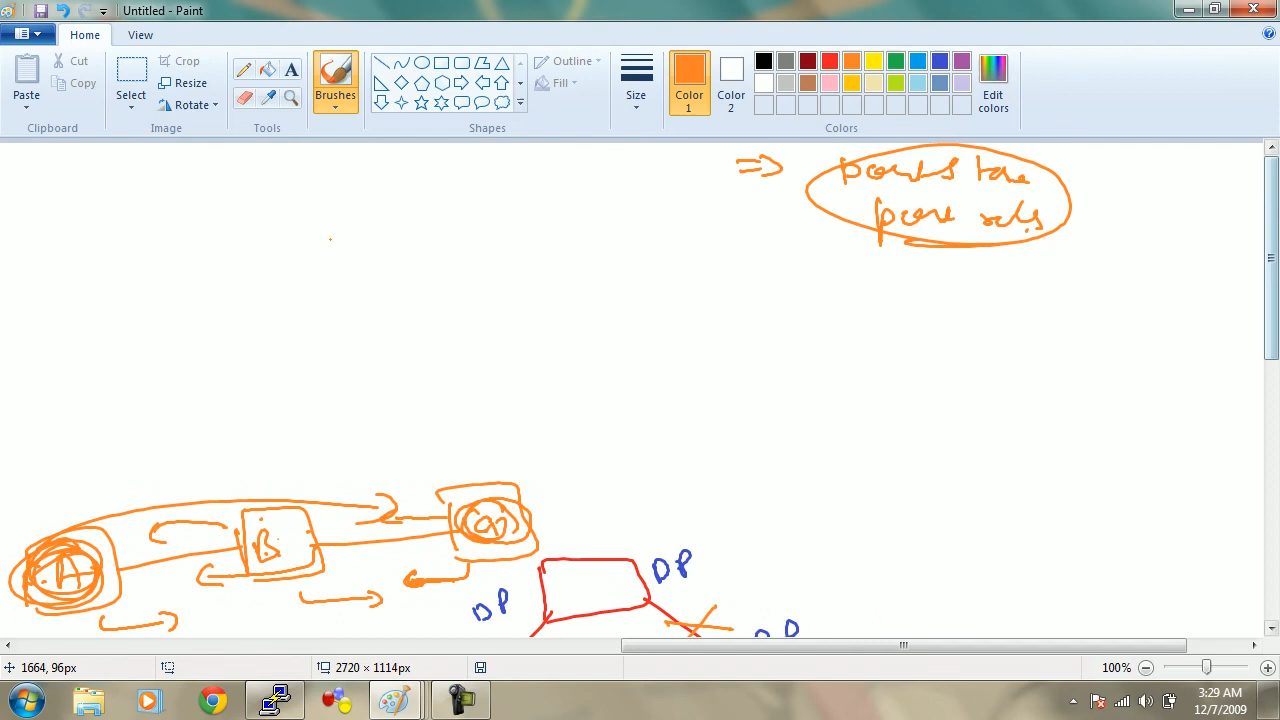 Untitled - Paint
Home
View
Paste
Cut
Copy
Clipboard
Select
Crop
Resize
Rotate
Image
Tools
Brushes
Outline
Fill
Shapes
Size
Color
1
Color
2
Edit
colors
Colors
=>
A
B
DP
DP
1664, 96px
2720 × 1114px
100%
3:29 AM
12/7/2009